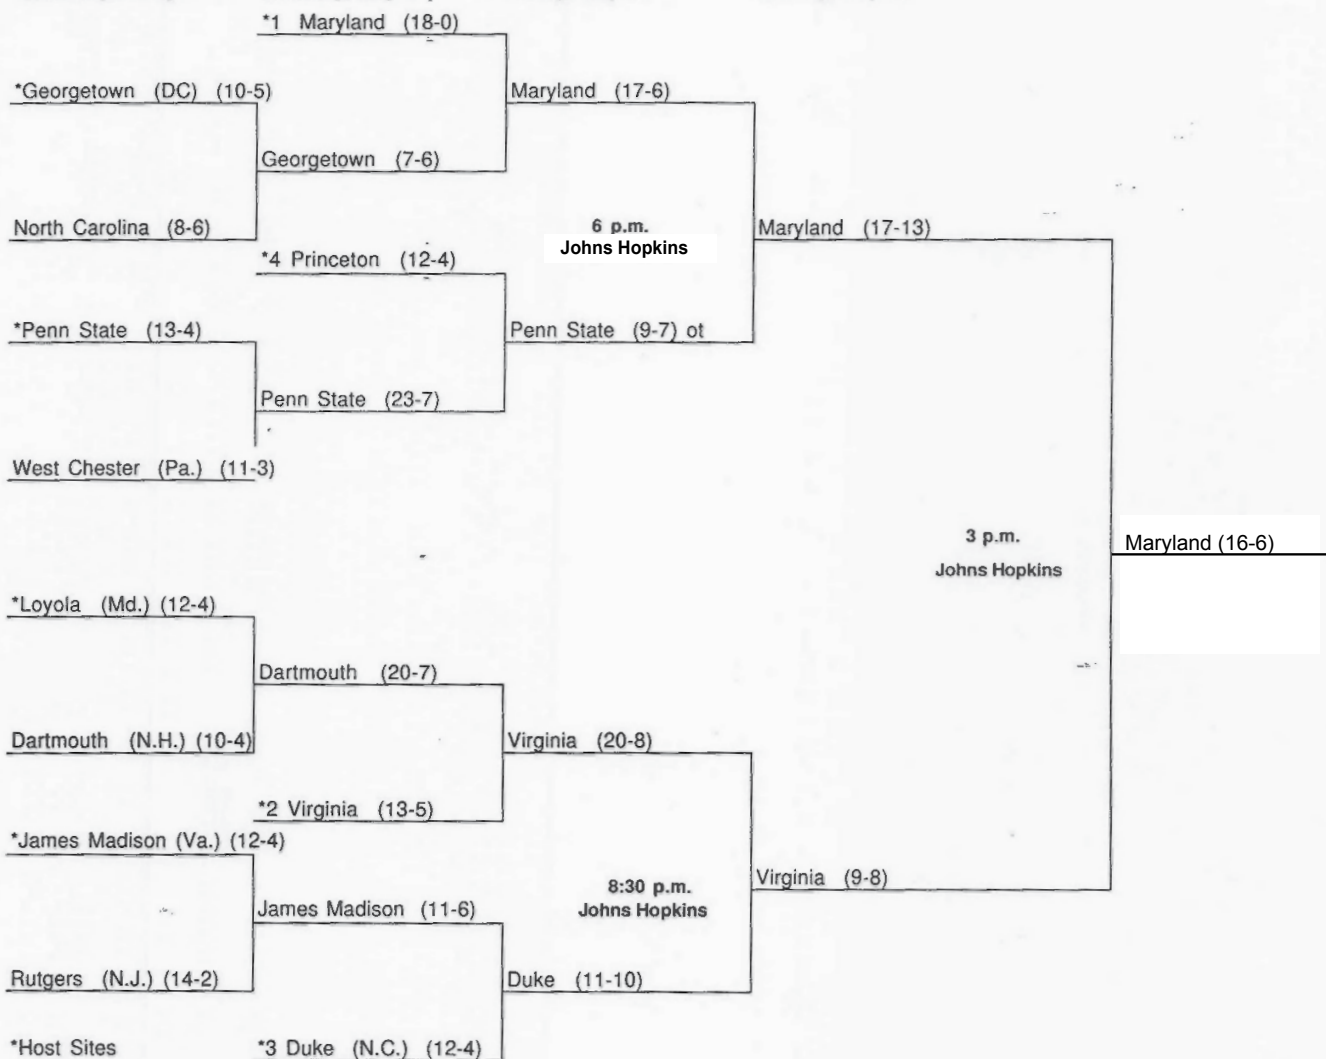 *1 Maryland (18-0)
*Georgetown (DC) (10-5)
Maryland (17-6)
Georgetown (7-6)
North Carolina (8-6)
6 p.m.
Johns Hopkins
Maryland (17-13)
*4 Princeton (12-4)
*Penn State (13-4)
Penn State (9-7) ot
Penn State (23-7)
West Chester (Pa.) (11-3)
3 p.m.
Johns Hopkins
Maryland (16-6)
*Loyola (Md.) (12-4)
Dartmouth (20-7)
Dartmouth (N.H.) (10-4)
Virginia (20-8)
*2 Virginia (13-5)
*James Madison (Va.) (12-4)
8:30 p.m.
Johns Hopkins
Virginia (9-8)
James Madison (11-6)
Rutgers (N.J.) (14-2)
Duke (11-10)
*Host Sites
*3 Duke (N.C.) (12-4)